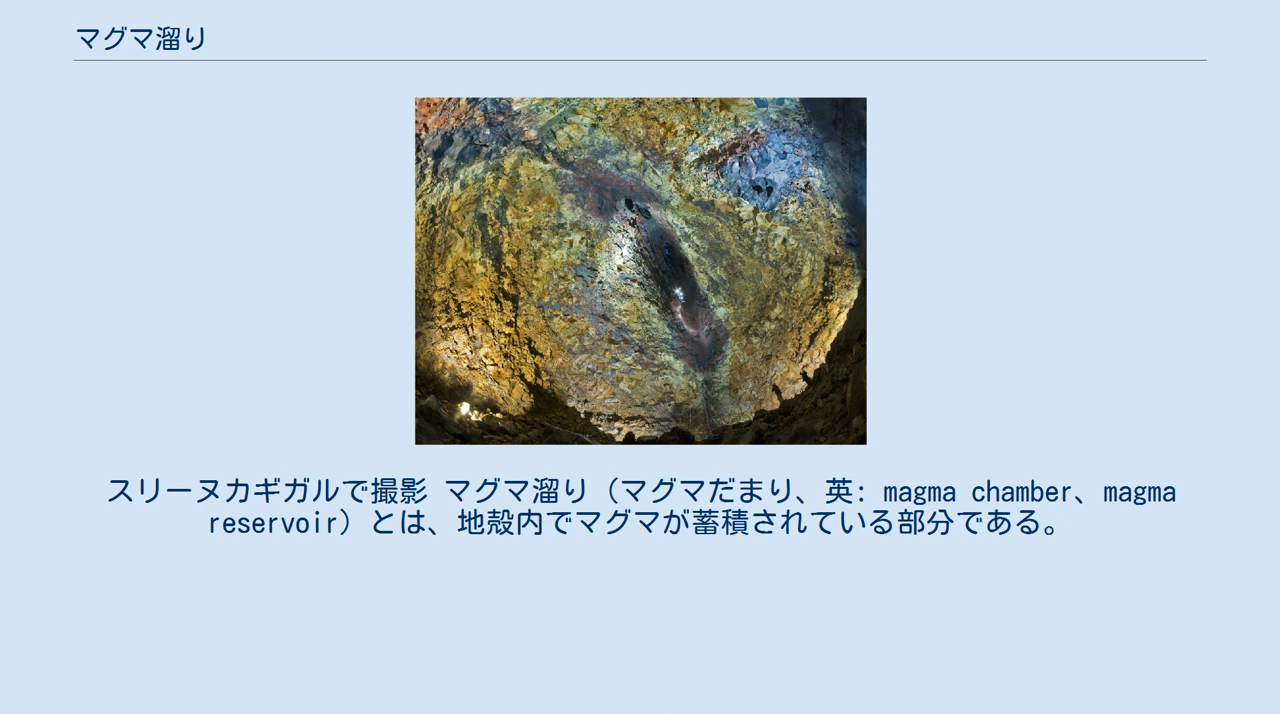 マグマ溜り
スリーヌカギガルで撮影 マグマ溜り（マグマだまり、英: magma chamber、magma
reservoir）とは、地殻内でマグマが蓄積されている部分である。